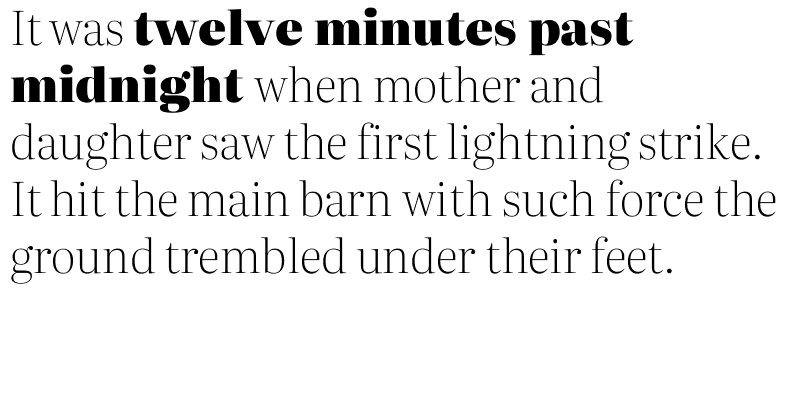 It was twelve minutes past
midnight when mother and
daughter saw the first lightning strike.
It hit the main barn with such force the
ground trembled under their feet.